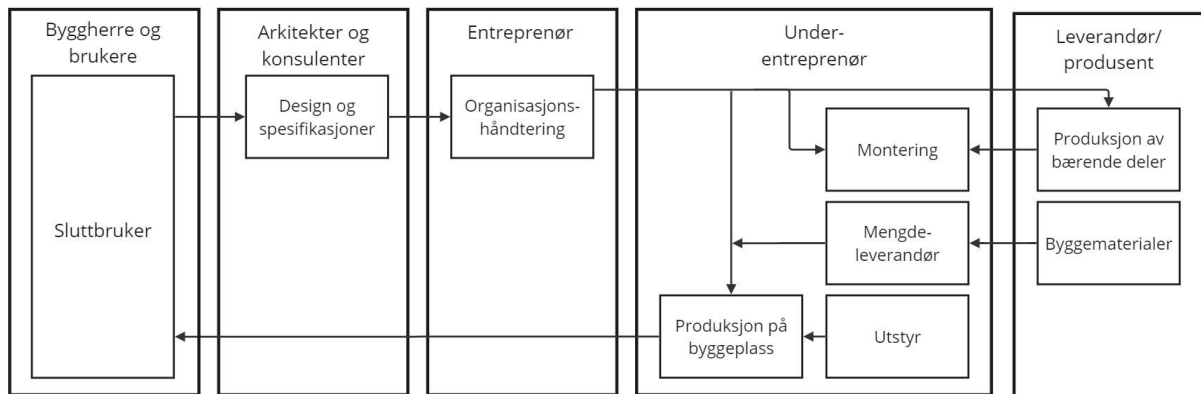 Byggherre og
brukere
Sluttbruker
Arkitekter og
konsulenter
Design og
spesifikasjoner
Entreprenør
Organisasjons-
håndtering
Under-
entreprenør
Montering
Mengde-
leverandør
Produksjon på
byggeplass
Utstyr
Leverandør/
produsent
Produksjon av
bærende deler
Byggematerialer